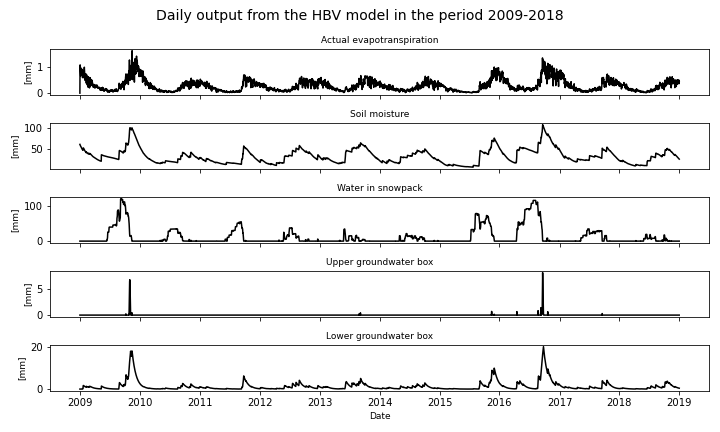 Daily output from the HBV model in the period 2009-2018
Actual evapotranspiration
[mm]
1
0
Soil moisture
[mm]
100
50
Water in snowpack
[mm]
100
0
Upper groundwater box
[mm]
5
0
Lower groundwater box
[mm]
20
0
2009 2010 2011 2012 2013 2014 2015 2016 2017 2018 2019
Date